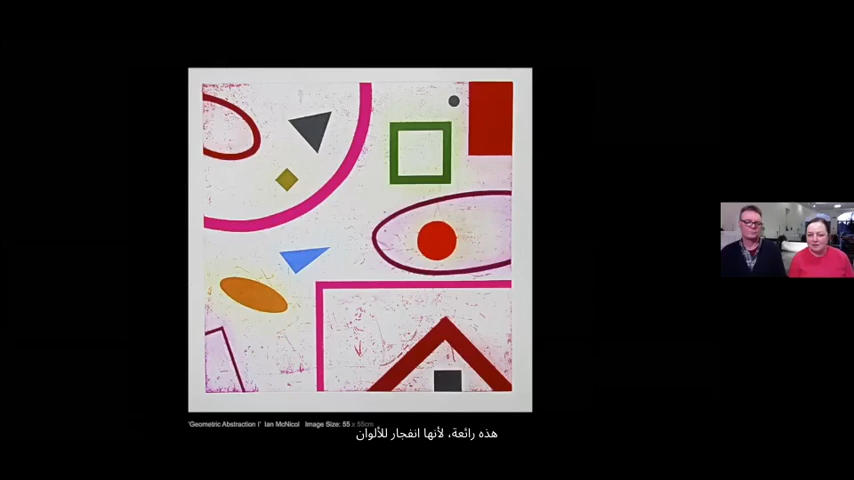 'Geometric Abstraction I' Ian McNicol Image Size: 55 x 55cm
هذه رائعة، لأنها انفجار للألوان